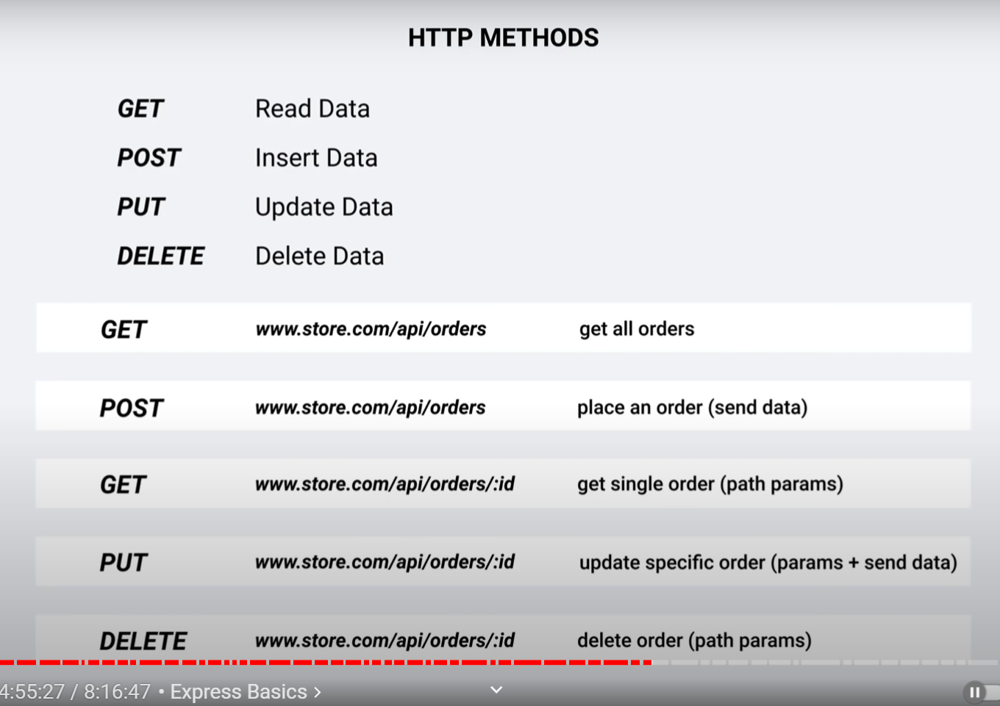 HTTP METHODS
GET Read Data
POST Insert Data
PUT Update Data
DELETE Delete Data
GET www.store.com/api/orders get all orders
POST www.store.com/api/orders place an order (send data)
GET www.store.com/api/orders/:id get single order (path params)
PUT www.store.com/api/orders/:id update specific order (params + send data)
DELETE www.store.com/api/orders/:id delete order (path params)
4:55:27 / 8:16:47 • Express Basics >